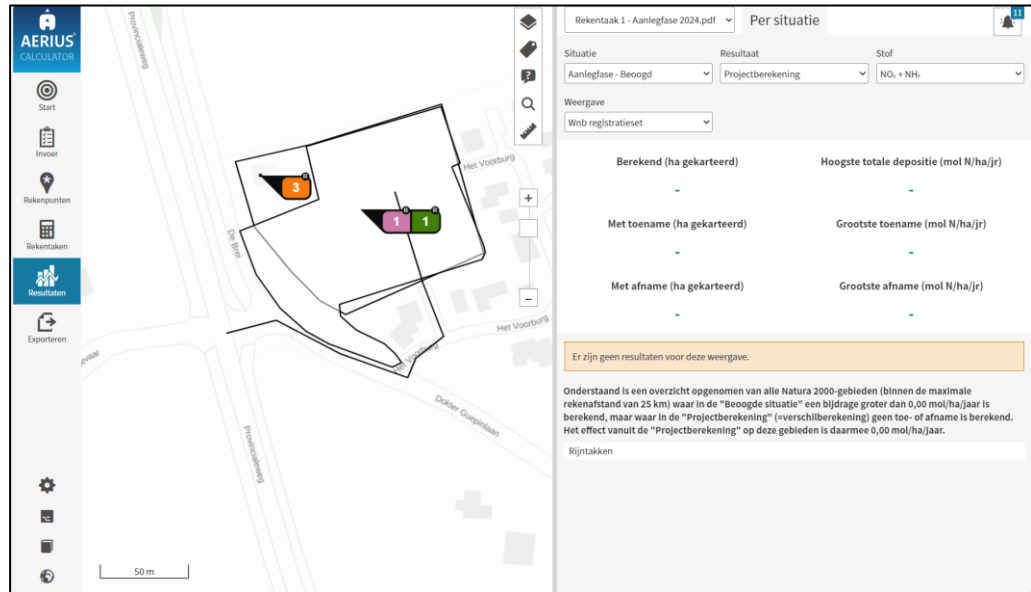 AERIUS
CALCULATOR
Start
Invoer
Rekenpunten
Rekentaken
Resultaten
Exporteren
Provincialeweg
Het Voorburg
De Brei
3
1 1
Het Voorburg
Het Voorburg
Dokter Guepinlaan
Provincialeweg
50 m
Rekentaak 1 - Aanlegfase 2024.pdf
Per situatie
11
Situatie Resultaat Stof
Aanlegfase - Beoogd Projectberekening NOₓ + NH₃
Weergave
Wnb registratieset
Berekend (ha gekarteerd) Hoogste totale depositie (mol N/ha/jr)
- -
Met toename (ha gekarteerd) Grootste toename (mol N/ha/jr)
- -
Met afname (ha gekarteerd) Grootste afname (mol N/ha/jr)
- -
Er zijn geen resultaten voor deze weergave.
Onderstaand is een overzicht opgenomen van alle Natura 2000-gebieden (binnen de maximale
rekenafstand van 25 km) waar in de "Beoogde situatie" een bijdrage groter dan 0,00 mol/ha/jaar is
berekend, maar waar in de "Projectberekening" (=verschilberekening) geen toe- of afname is berekend.
Het effect vanuit de "Projectberekening" op deze gebieden is daarmee 0,00 mol/ha/jaar.
Rijntakken